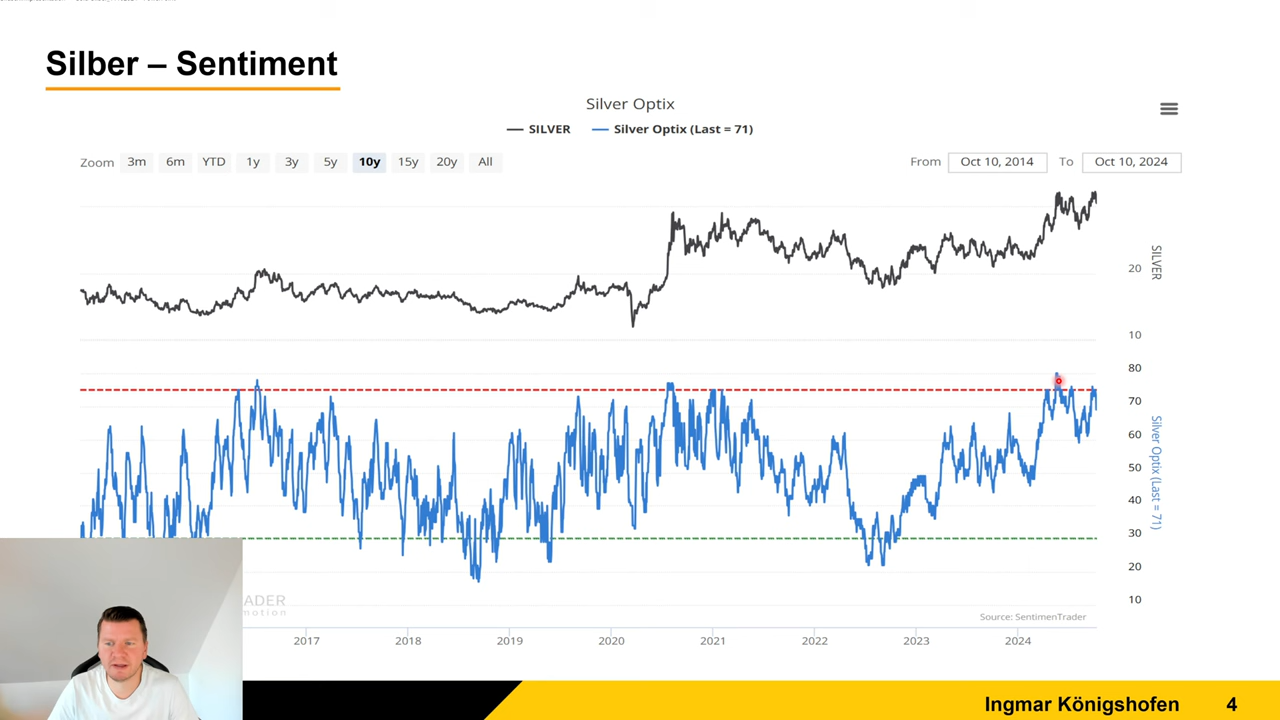 Silber – Sentiment
Silver Optix
SILVER
Silver Optix (Last = 71)
Zoom 3m 6m YTD 1y 3y 5y 10y 15y 20y All
From Oct 10, 2014 To Oct 10, 2024
SILVER
20
10
80
70
60
50
40
30
20
10
Silver Optix (Last = 71)
ADER
motion
Source: SentimenTrader
2017 2018 2019 2020 2021 2022 2023 2024
Ingmar Königshofen 4